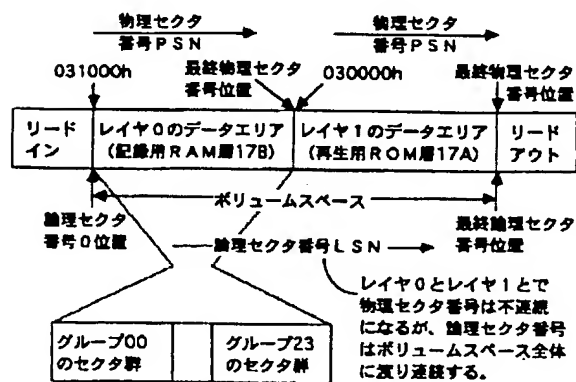 物理セクタ
番号PSN
物理セクタ
番号PSN
031000h
最終物理セクタ
番号位置
030000h
最終物理セクタ
番号位置
リード
イン
レイヤ0のデータエリア
(記録用RAM層17B)
レイヤ1のデータエリア
(再生用ROM層17A)
リード
アウト
ボリュームスペース
論理セクタ
番号0位置
論理セクタ番号LSN
最終論理セクタ
番号位置
レイヤ0とレイヤ1とで
物理セクタ番号は不連続
になるが、論理セクタ番号
はボリュームスペース全体
に渡り連続する。
グループ00
のセクタ群
グループ23
のセクタ群